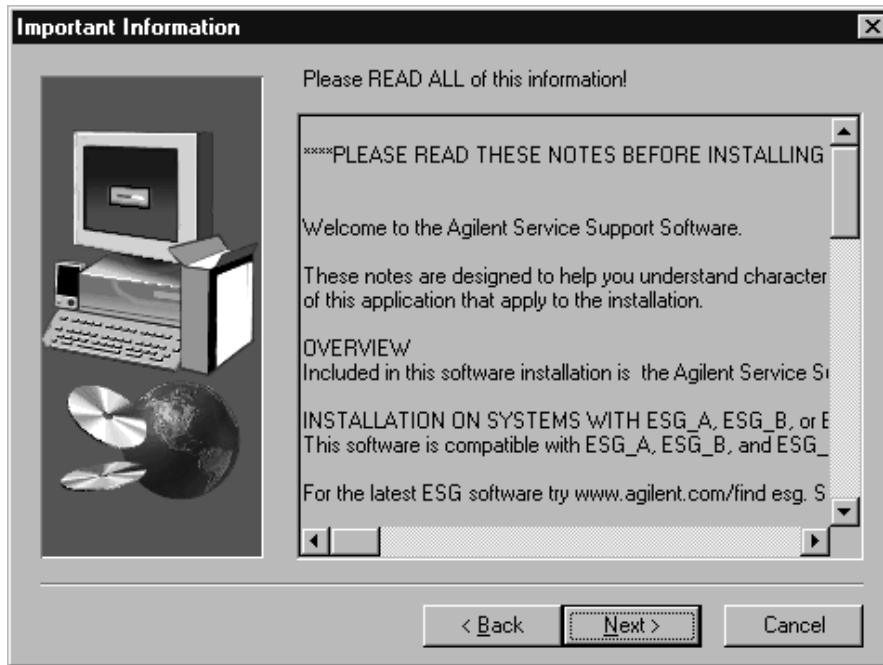 Important Information
Please READ ALL of this information!
****PLEASE READ THESE NOTES BEFORE INSTALLING
Welcome to the Agilent Service Support Software.
These notes are designed to help you understand character
of this application that apply to the installation.
OVERVIEW
Included in this software installation is  the Agilent Service
INSTALLATION ON SYSTEMS WITH ESG_A, ESG_B, or
This software is compatible with ESG_A, ESG_B, and ESG_
For the latest ESG software try www.agilent.com/find esg. S
< Back
Next >
Cancel